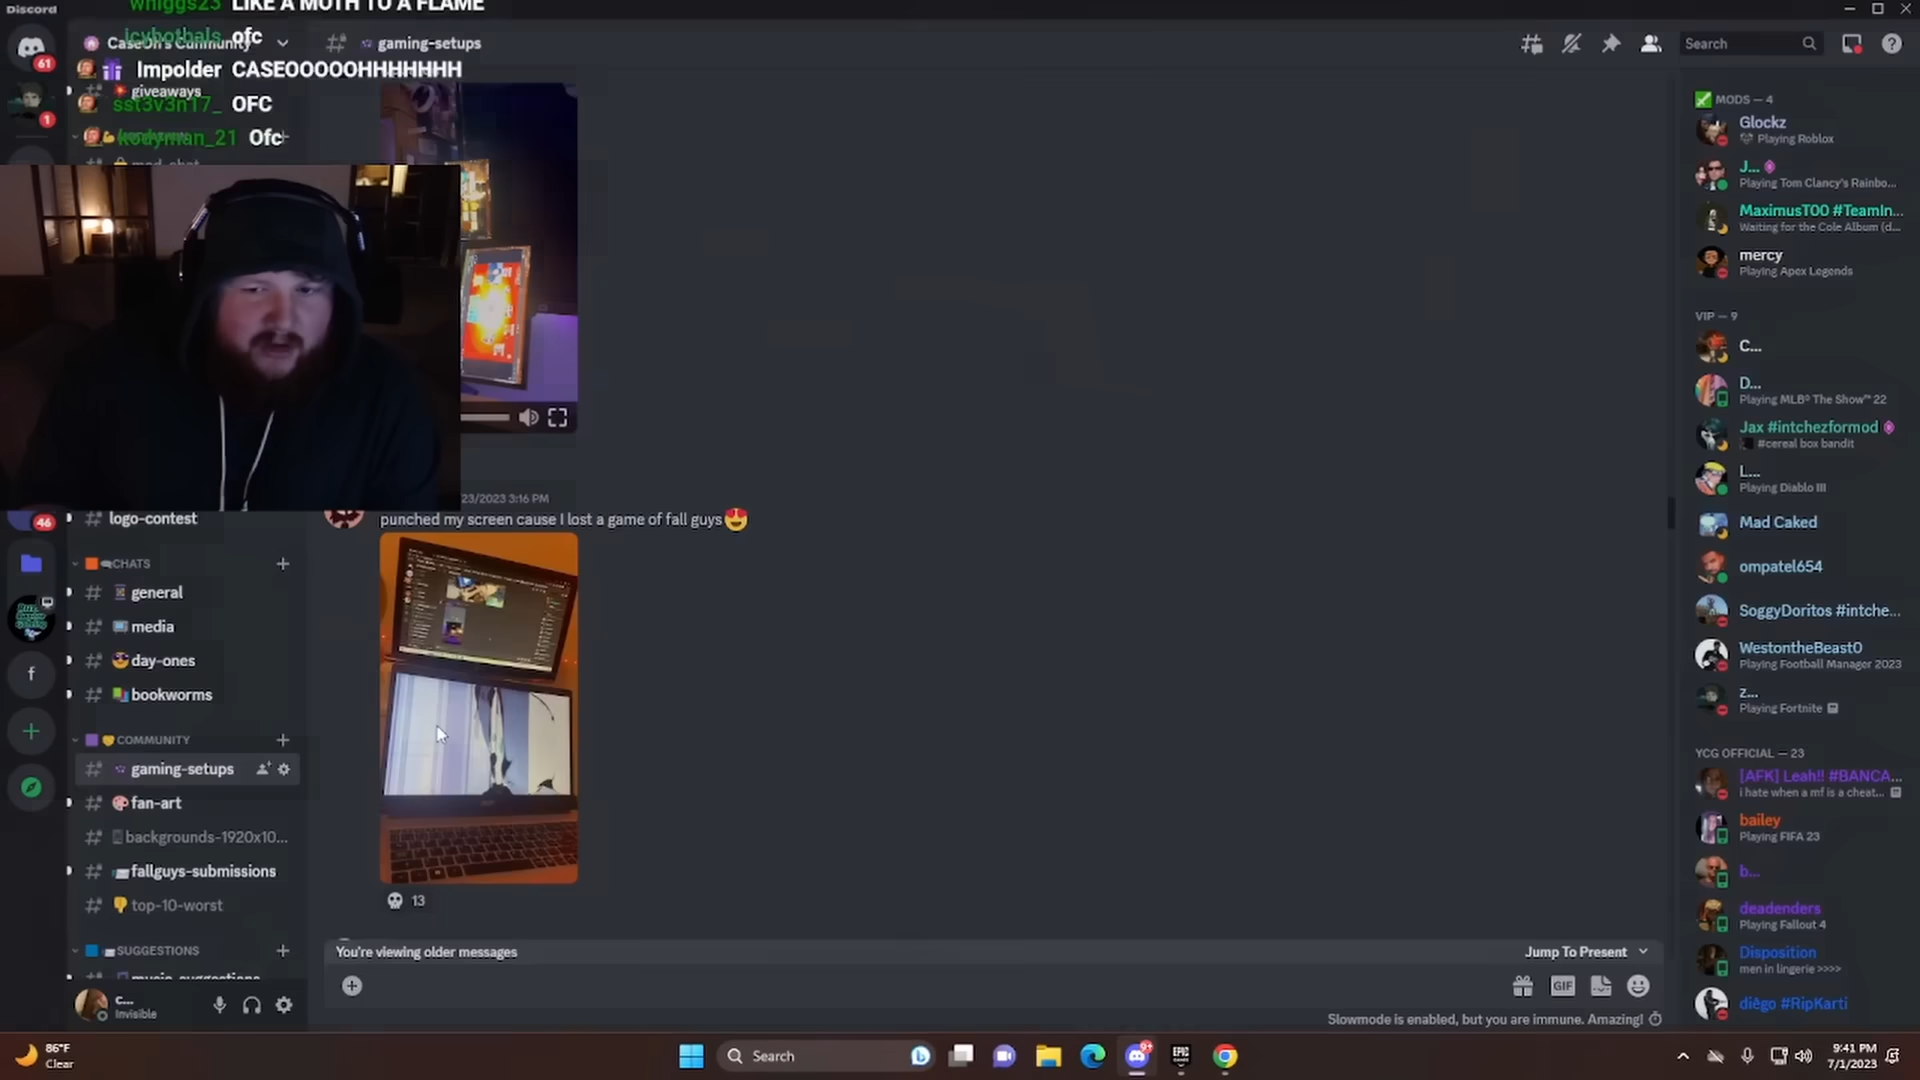 Discord
whiggs23 LIKE A MOTH TO A FLAME
icybothals ofc
Impolder CASEOOOOOHHHHHHH
sst3v3n17_ OFC
kodyman_21 Ofc
61
1
46
CaseOh's Cumunity
gaming-setups
Search
giveaways
mod-chat
logo-contest
CHATS
general
media
day-ones
bookworms
COMMUNITY
gaming-setups
fan-art
backgrounds-1920x10...
fallguys-submissions
top-10-worst
SUGGESTIONS
music-suggestions
f
C...
Invisible
23/2023 3:16 PM
punched my screen cause I lost a game of fall guys
acer
13
You're viewing older messages
Jump To Present
GIF
Slowmode is enabled, but you are immune. Amazing!
MODS — 4
Glockz
Playing Roblox
J...
Playing Tom Clancy's Rainbo...
MaximusT00 #TeamIn...
Waiting for the Cole Album (d...
mercy
Playing Apex Legends
VIP — 9
C...
D...
Playing MLB® The Show™ 22
Jax #intchezformod
#cereal box bandit
L...
Playing Diablo III
Mad Caked
ompatel654
SoggyDoritos #intche...
WestontheBeast0
Playing Football Manager 2023
z...
Playing Fortnite
YCG OFFICIAL — 23
[AFK] Leah!! #BANCA...
i hate when a mf is a cheat...
bailey
Playing FIFA 23
b...
deadenders
Playing Fallout 4
Disposition
men in lingerie >>>>
diêgo #RipKarti
86°F
Clear
Search
9+
EPIC
9:41 PM
7/1/2023